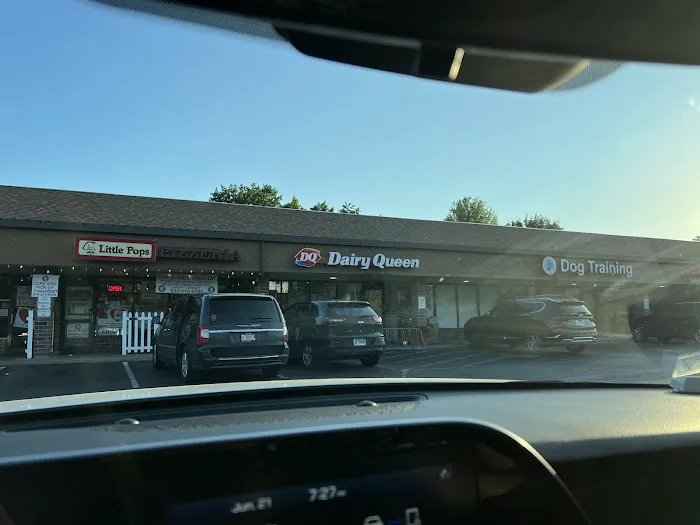 Little Pops
PIZZERIA
DQ
Dairy Queen
Dog Training
OPEN
Jun. 21
7:27